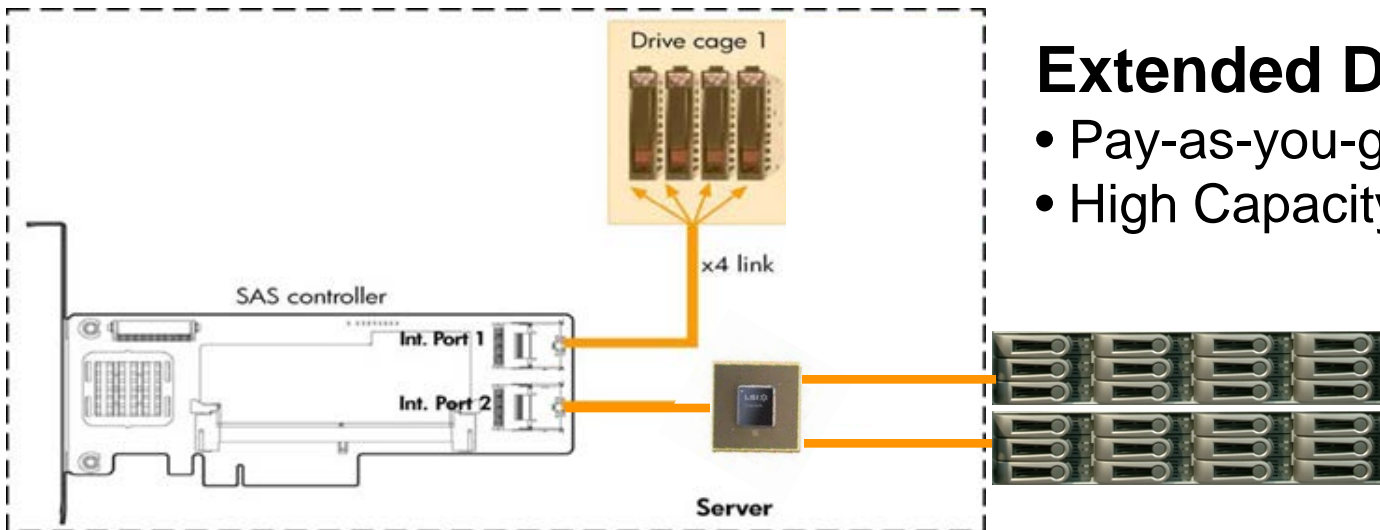 Drive cage 1
Extended D
• Pay-as-you-g
• High Capacity
x4 link
SAS controller
Int. Port 1
Int. Port 2
LSI
Server